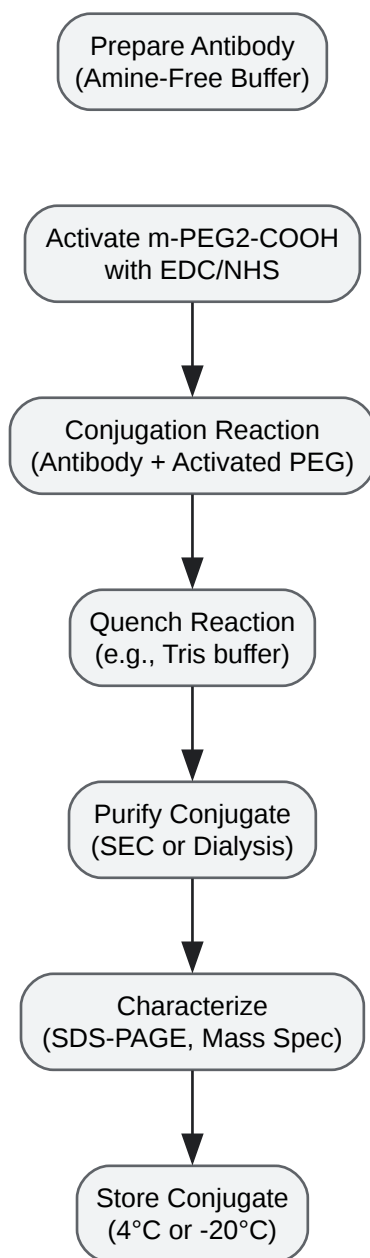 Prepare Antibody
(Amine-Free Buffer)
Activate m-PEG2-COOH
with EDC/NHS
Conjugation Reaction
(Antibody + Activated PEG)
Quench Reaction
(e.g., Tris buffer)
Purify Conjugate
(SEC or Dialysis)
Characterize
(SDS-PAGE, Mass Spec)
Store Conjugate
(4°C or -20°C)